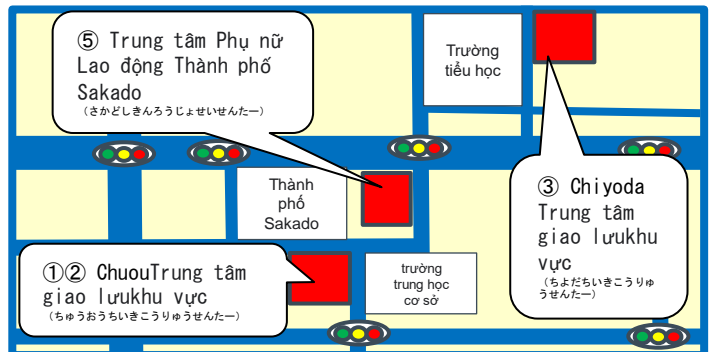 ⑤ Trung tâm Phụ nữ
Lao động Thành phố
Sakado
（さかどしきんろうじょせいせんたー）
Trường
tiểu học
Thành
phố
Sakado
③ Chiyoda
Trung tâm
giao lưukhu
vực
（ちよだちいきこうりゅ
うせんたー）
①② ChuouTrung tâm
giao lưukhu vực
（ちゅうおうちいきこうりゅうせんたー）
trường
trung học
cơ sở